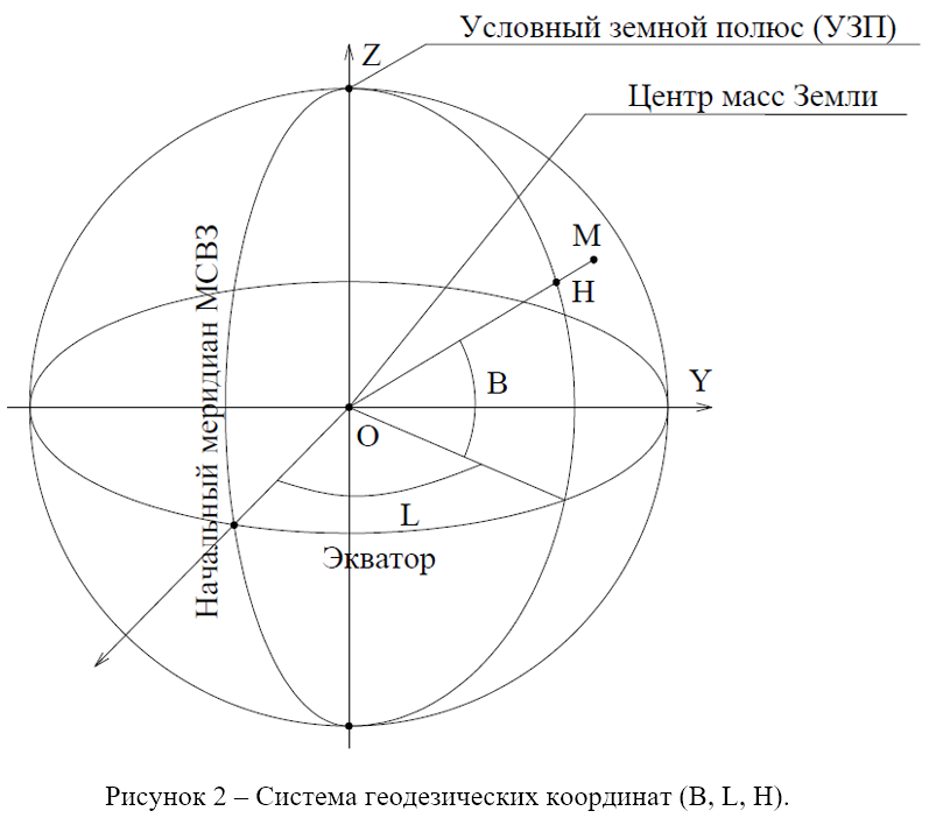 Условный земной полюс (УЗП)
Z
Центр масс Земли
M
H
Начальный меридиан МСВЗ
B
Y
O
L
Экватор
Рисунок 2 – Система геодезических координат (B, L, H).